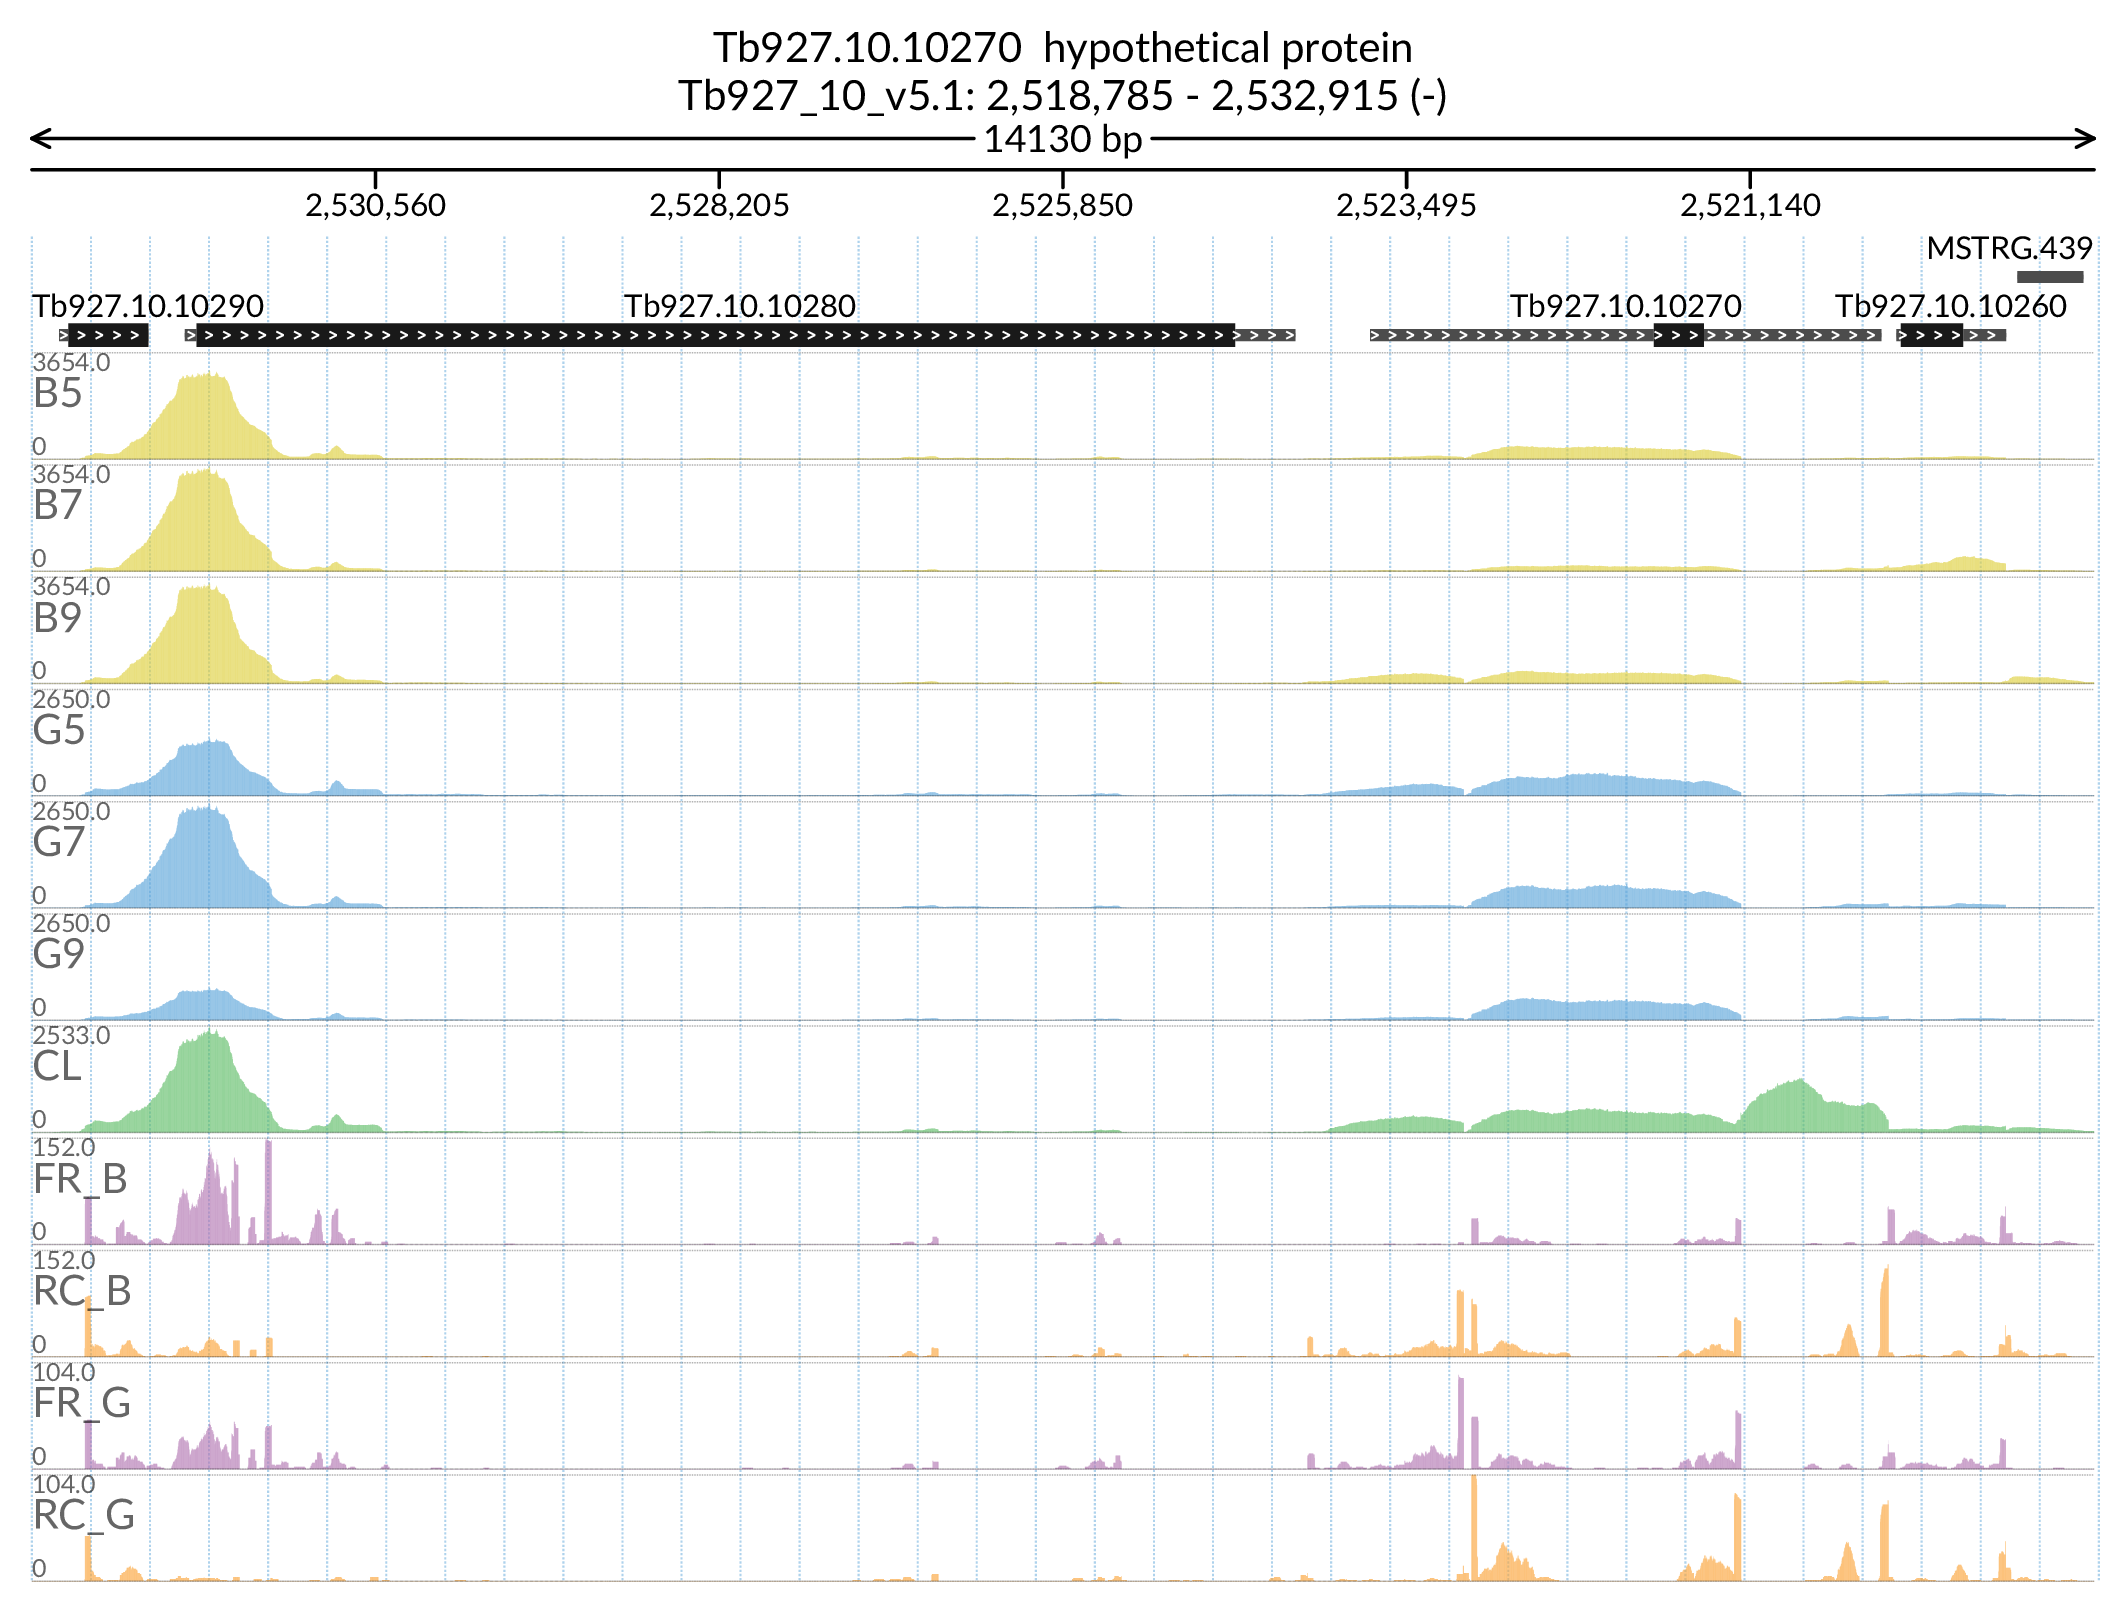 Tb927.10.10270  hypothetical protein
Tb927_10_v5.1: 2,518,785 - 2,532,915 (-)
14130 bp
2,530,560 2,528,205 2,525,850 2,523,495 2,521,140
MSTRG.439
Tb927.10.10290 Tb927.10.10280 Tb927.10.10270 Tb927.10.10260
3654.0
B5
0
3654.0
B7
0
3654.0
B9
0
2650.0
G5
0
2650.0
G7
0
2650.0
G9
0
2533.0
CL
0
152.0
FR_B
0
152.0
RC_B
0
104.0
FR_G
0
104.0
RC_G
0